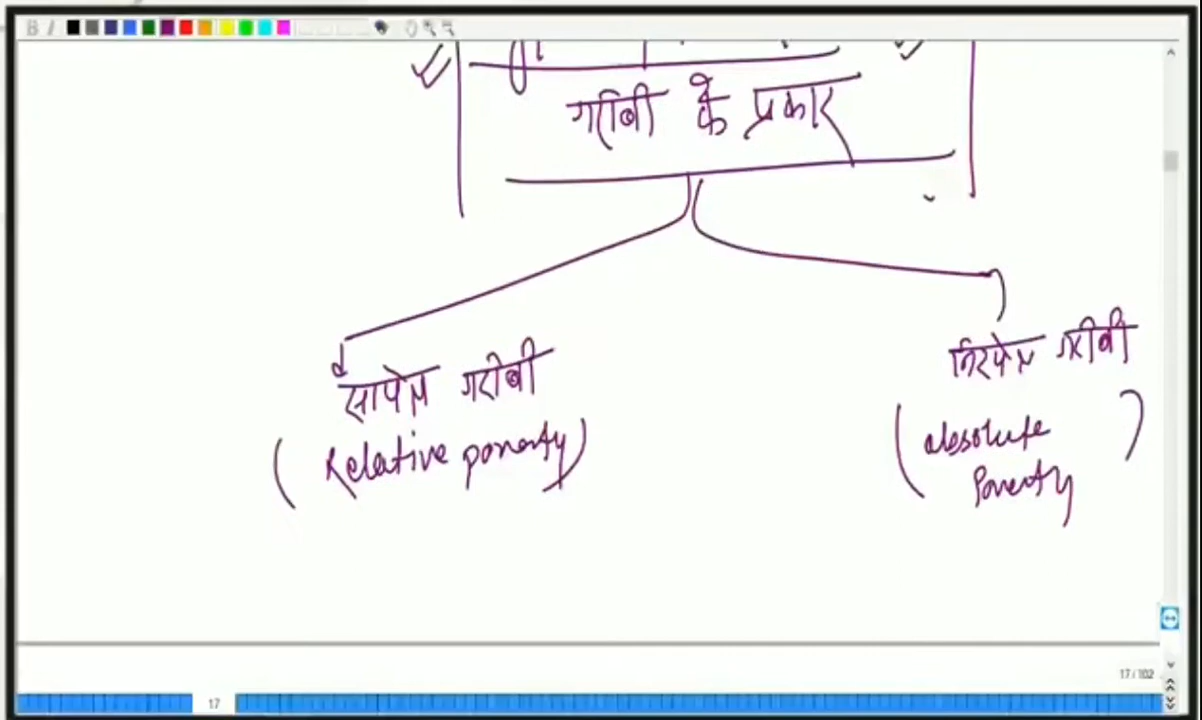 गरीबी के प्रकार
सापेक्ष गरीबी
(Relative poverty)
निरपेक्ष गरीबी
(absolute
Poverty)
17 / 102
17